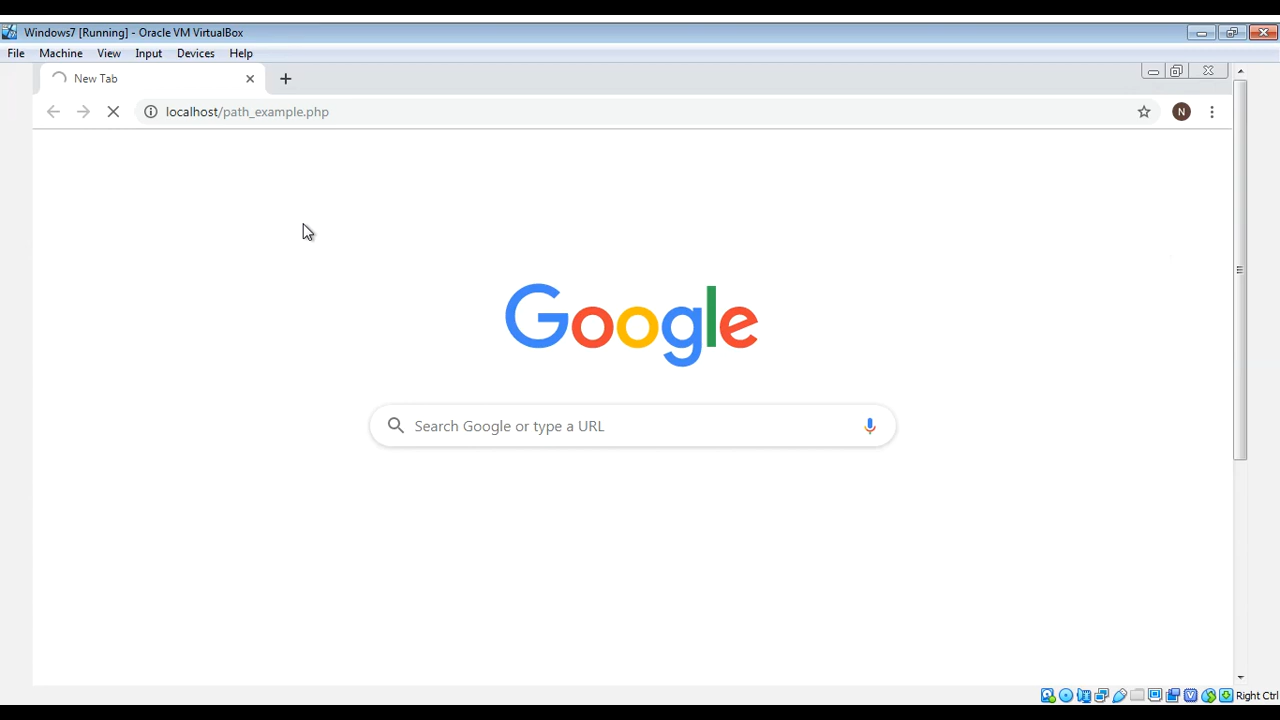 Windows7 [Running] - Oracle VM VirtualBox
File Machine View Input Devices Help
New Tab
localhost/path_example.php
N
Google
Search Google or type a URL
Right Ctrl